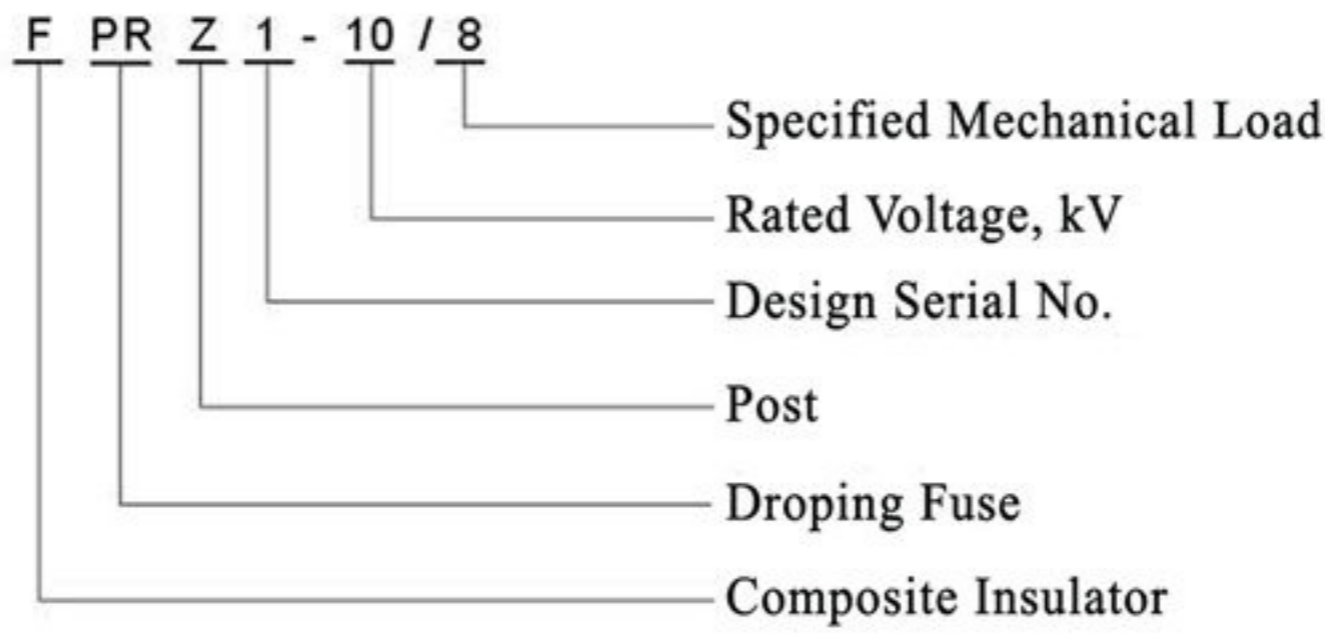 F PR Z 1 - 10 / 8
Specified Mechanical Load
Rated Voltage, kV
Design Serial No.
Post
Droping Fuse
Composite Insulator